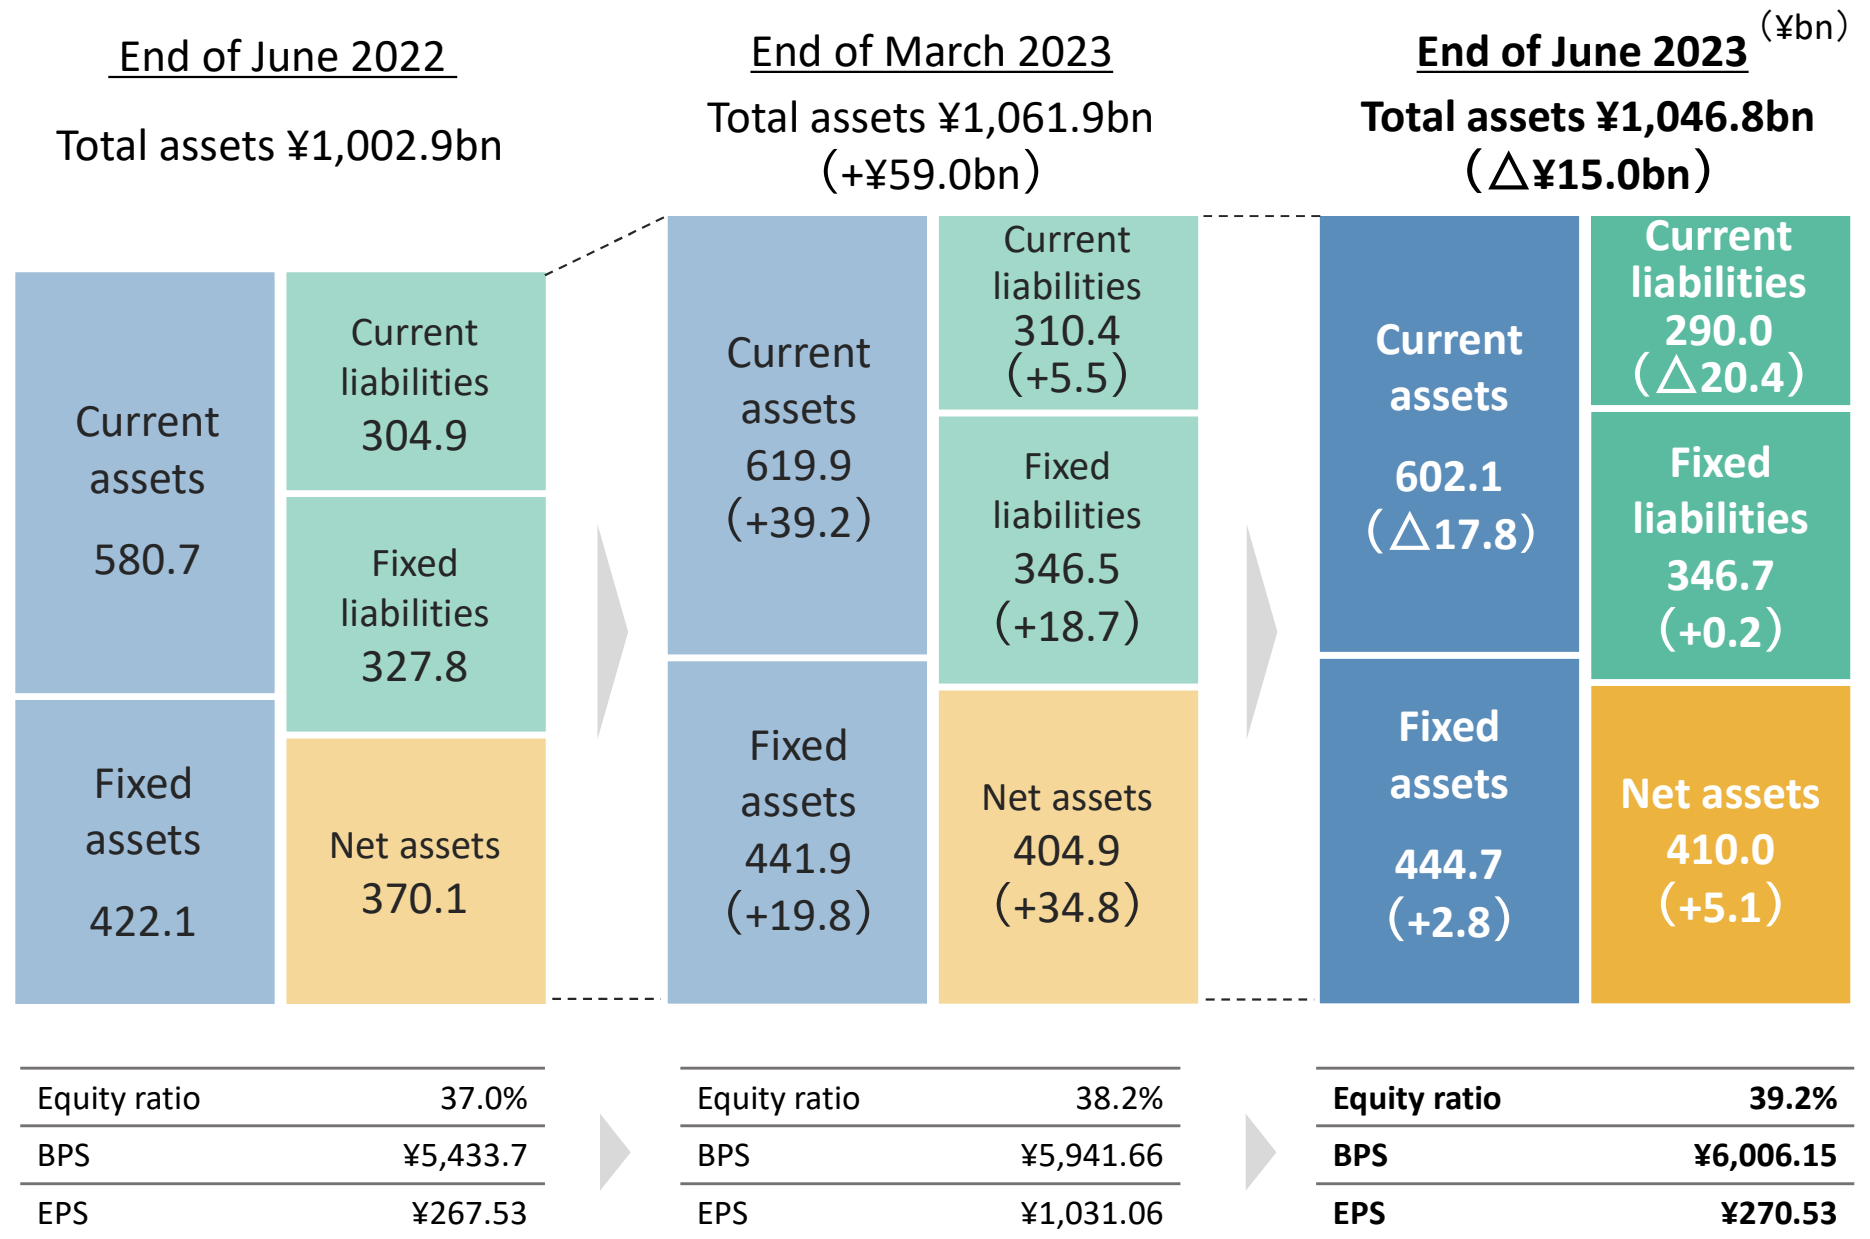 (¥bn)
End of June 2022
Total assets ¥1,002.9bn
Current
assets
580.7
Fixed
assets
422.1
Current
liabilities
304.9
Fixed
liabilities
327.8
Net assets
370.1
Equity ratio 37.0%
BPS ¥5,433.7
EPS ¥267.53
End of March 2023
Total assets ¥1,061.9bn
(+¥59.0bn)
Current
assets
619.9
(+39.2)
Fixed
assets
441.9
(+19.8)
Current
liabilities
310.4
(+5.5)
Fixed
liabilities
346.5
(+18.7)
Net assets
404.9
(+34.8)
Equity ratio 38.2%
BPS ¥5,941.66
EPS ¥1,031.06
End of June 2023
Total assets ¥1,046.8bn
(△¥15.0bn)
Current
assets
602.1
(△17.8)
Fixed
assets
444.7
(+2.8)
Current
liabilities
290.0
(△20.4)
Fixed
liabilities
346.7
(+0.2)
Net assets
410.0
(+5.1)
Equity ratio 39.2%
BPS ¥6,006.15
EPS ¥270.53